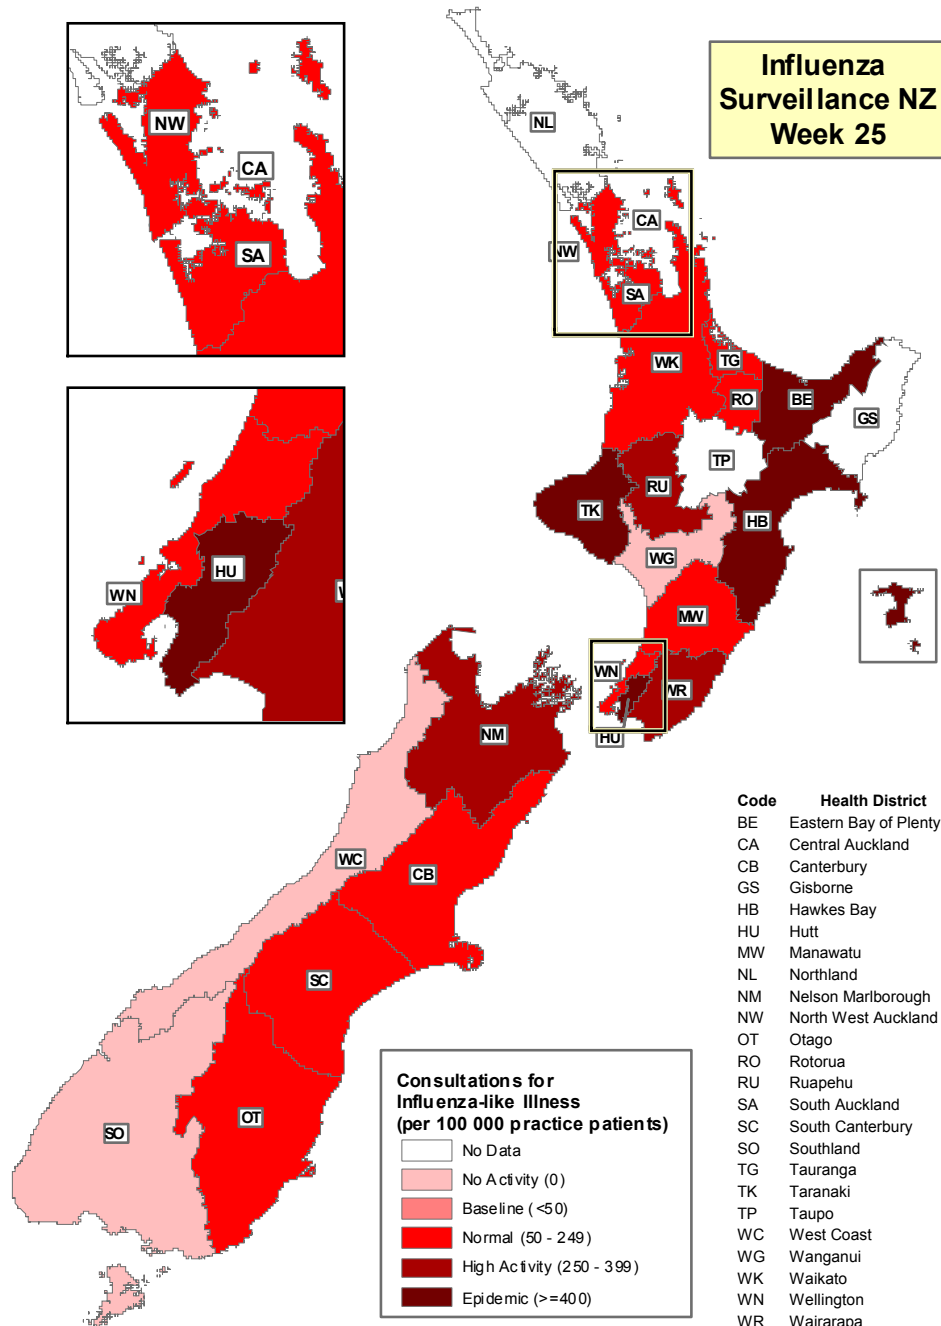 Influenza
Surveillance NZ
Week 25
NW
CA
SA
NL
CA
NW
SA
WK
TG
RO
BE
GS
TP
RU
TK
HB
WG
MW
WN
WR
HU
HU
WN
NM
WC
CB
SC
OT
SO
Consultations for
Influenza-like Illness
(per 100 000 practice patients)
No Data
No Activity (0)
Baseline (<50)
Normal (50 - 249)
High Activity (250 - 399)
Epidemic (>=400)
Code Health District
BE Eastern Bay of Plenty
CA Central Auckland
CB Canterbury
GS Gisborne
HB Hawkes Bay
HU Hutt
MW Manawatu
NL Northland
NM Nelson Marlborough
NW North West Auckland
OT Otago
RO Rotorua
RU Ruapehu
SA South Auckland
SC South Canterbury
SO Southland
TG Tauranga
TK Taranaki
TP Taupo
WC West Coast
WG Wanganui
WK Waikato
WN Wellington
WR Wairarapa